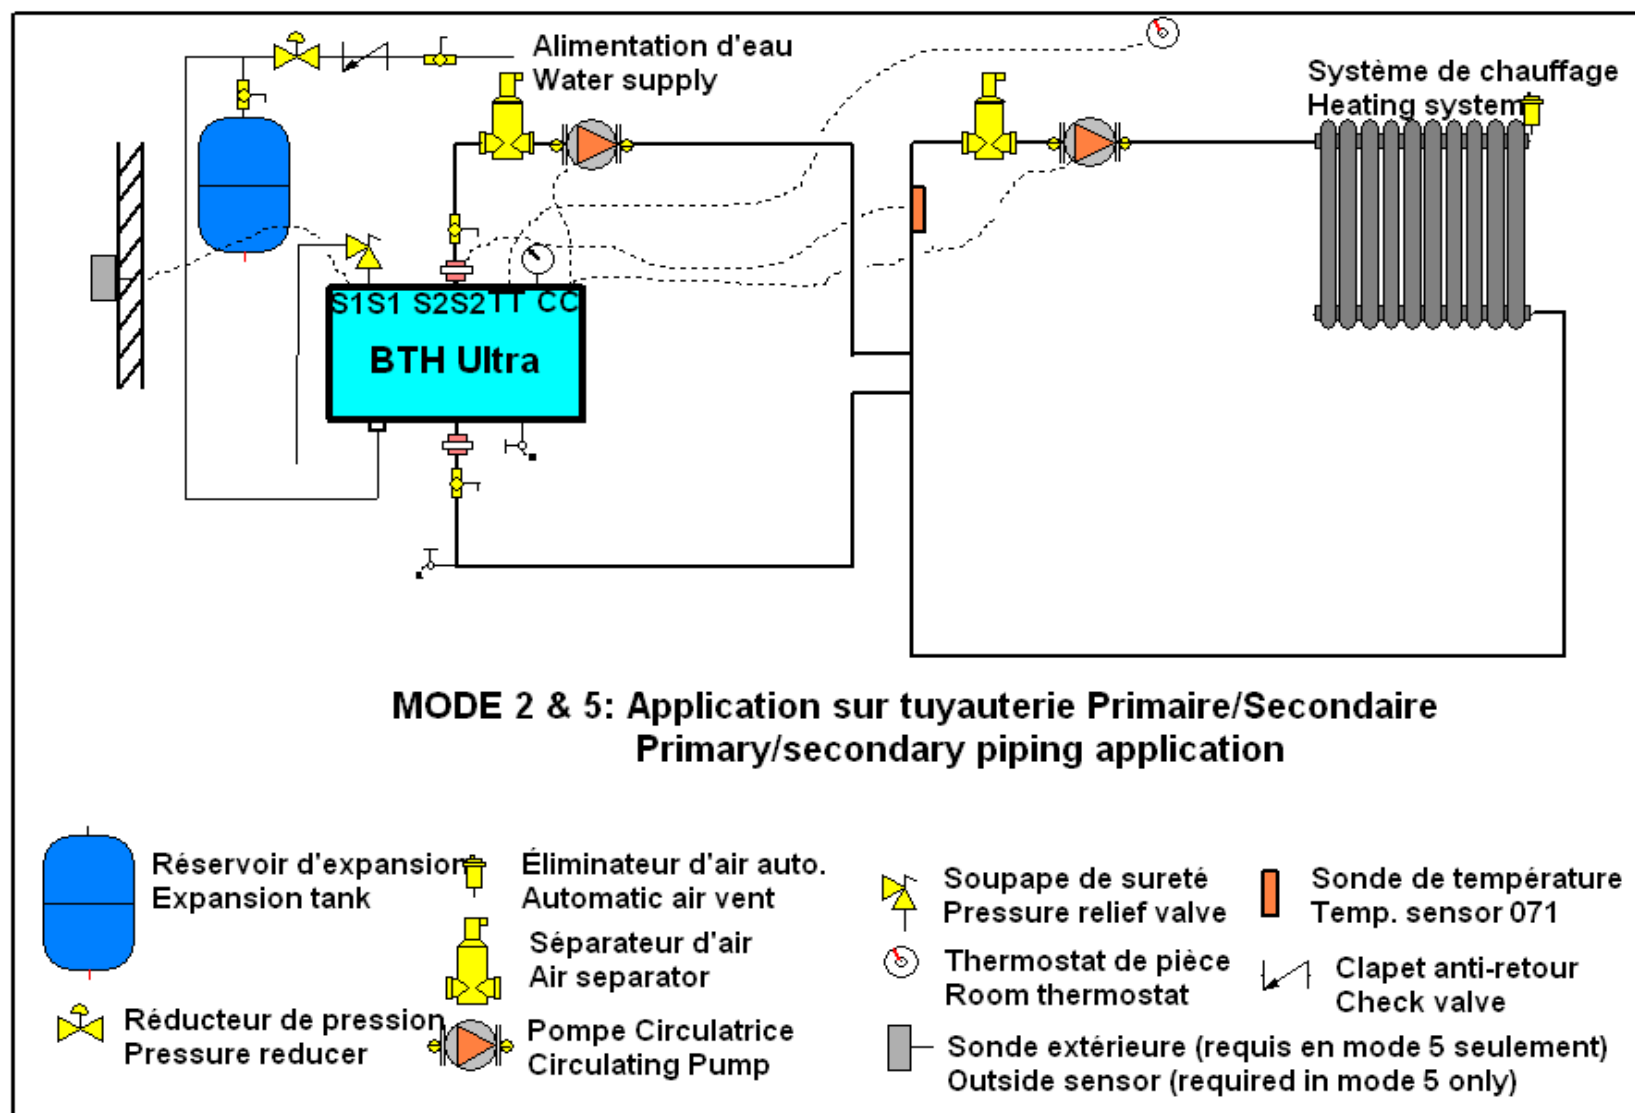 Alimentation d'eau
Water supply
Système de chauffage
Heating system
S1S1 S2S2 TT CC
BTH Ultra
MODE 2 & 5: Application sur tuyauterie Primaire/Secondaire
Primary/secondary piping application
Réservoir d'expansion
Expansion tank
Réducteur de pression
Pressure reducer
Éliminateur d'air auto.
Automatic air vent
Séparateur d'air
Air separator
Pompe Circulatrice
Circulating Pump
Soupape de sureté
Pressure relief valve
Thermostat de pièce
Room thermostat
Sonde de température
Temp. sensor 071
Clapet anti-retour
Check valve
Sonde extérieure (requis en mode 5 seulement)
Outside sensor (required in mode 5 only)